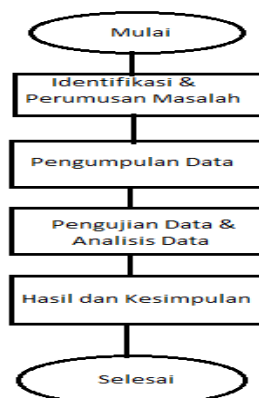 Mulai
Identifikasi &
Perumusan Masalah
Pengumpulan Data
Pengujian Data &
Analisis Data
Hasil dan Kesimpulan
Selesai